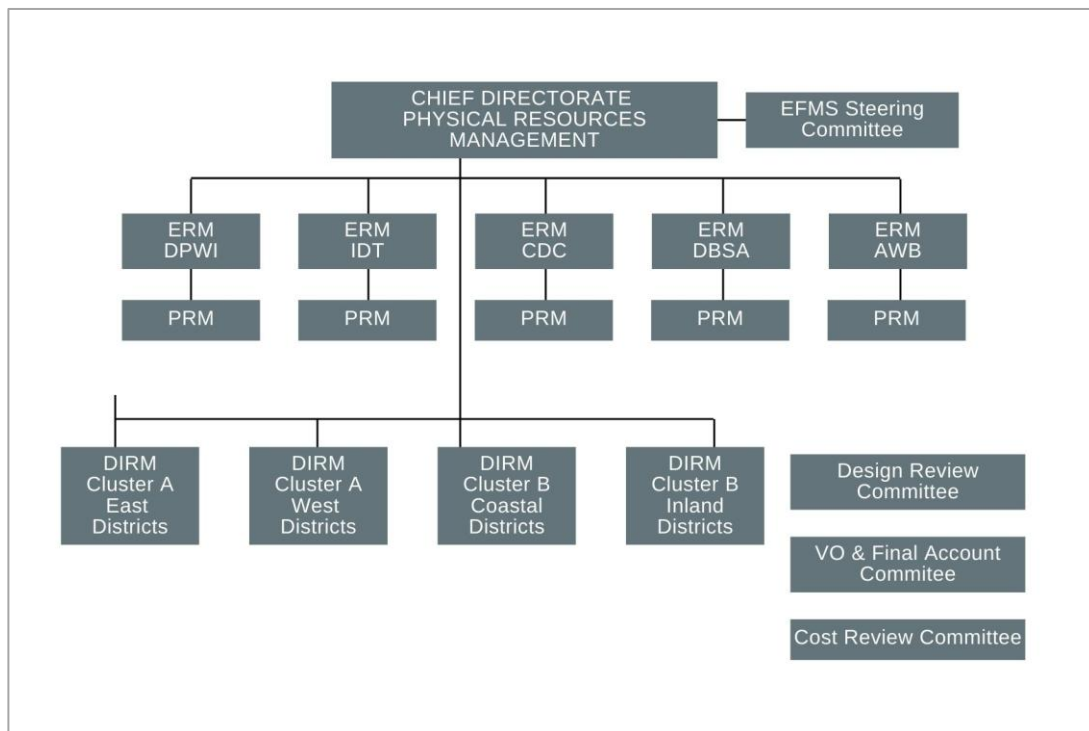 CHIEF DIRECTORATE
PHYSICAL RESOURCES
MANAGEMENT
EFMS Steering
Committee
ERM
DPWI
ERM
IDT
ERM
CDC
ERM
DBSA
ERM
AWB
PRM
PRM
PRM
PRM
PRM
DIRM
Cluster A
East
Districts
DIRM
Cluster A
West
Districts
DIRM
Cluster B
Coastal
Districts
DIRM
Cluster B
Inland
Districts
Design Review
Committee
VO & Final Account
Commitee
Cost Review Committee